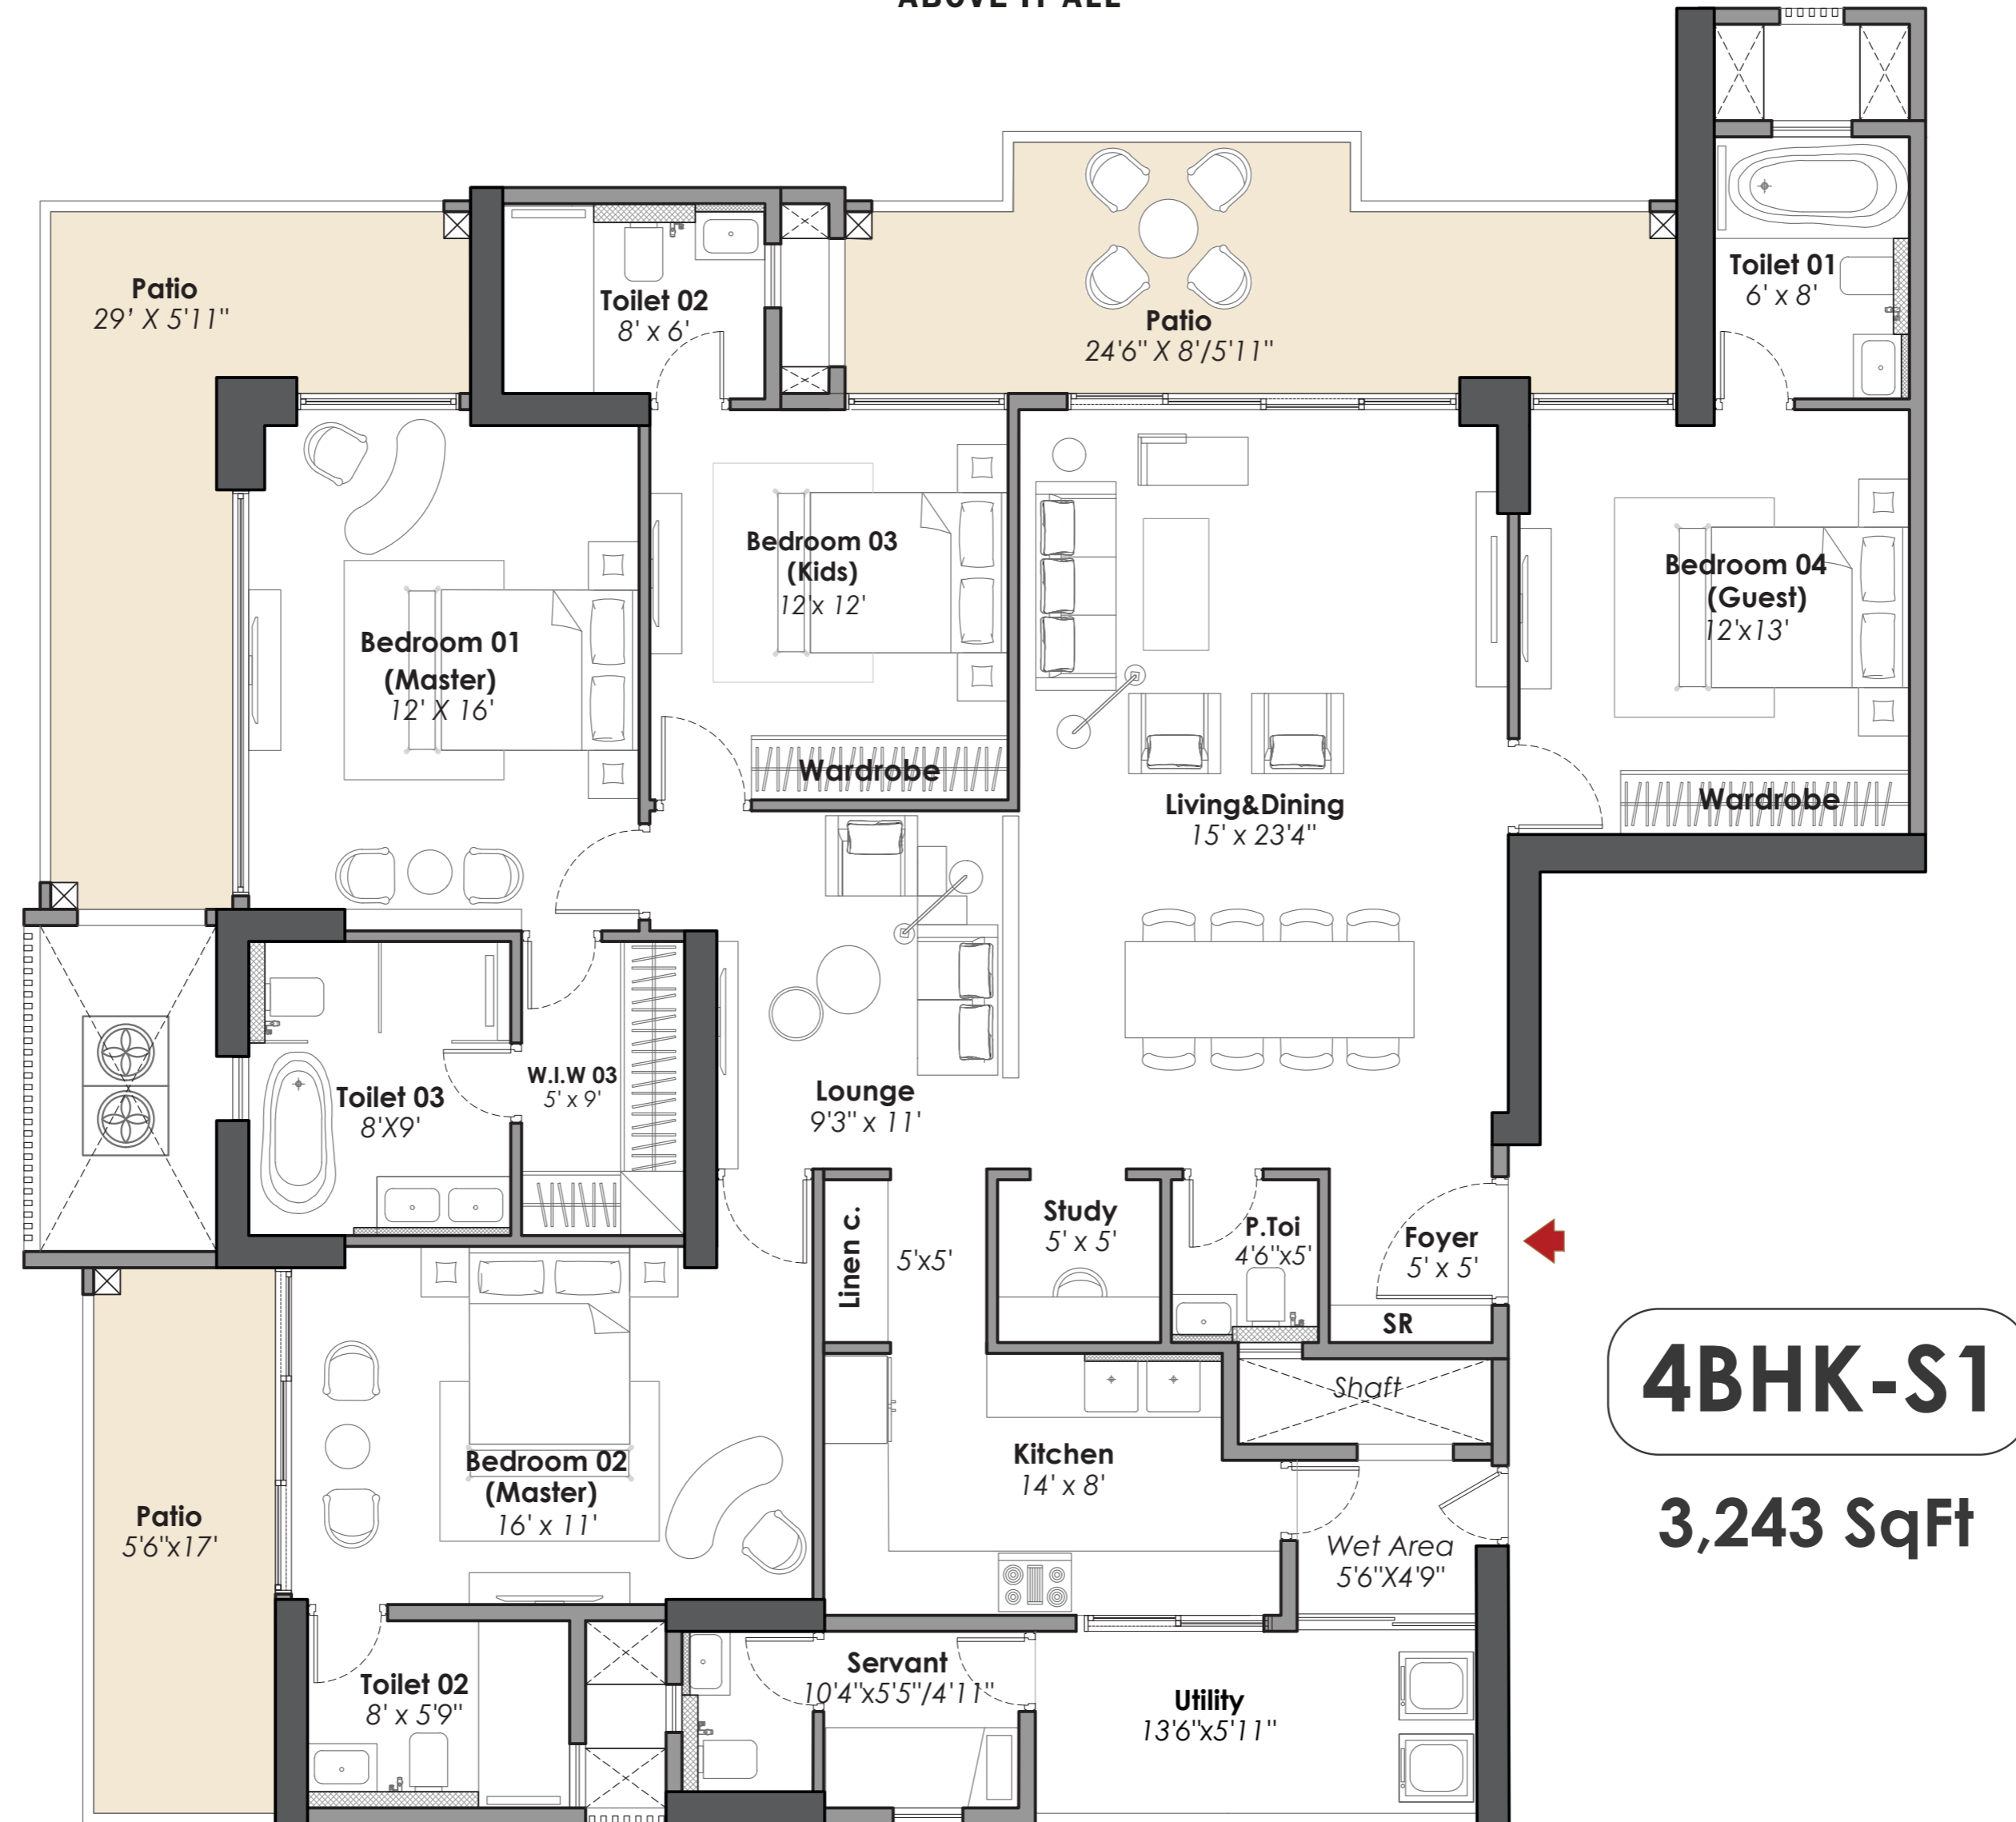 ABOVE IT ALL
Patio
29' X 5'11"
Toilet 02
8' x 6'
Patio
24'6" X 8'/5'11"
Toilet 01
6' x 8'
Bedroom 01
(Master)
12' X 16'
Bedroom 03
(Kids)
12'x 12'
Wardrobe
Living&Dining
15' x 23'4"
Bedroom 04
(Guest)
12'x13'
Wardrobe
Toilet 03
8'X9'
W.I.W 03
5' x 9'
Lounge
9'3" x 11'
Linen c.
5'x5'
Study
5' x 5'
P.Toi
4'6"x5'
Foyer
5' x 5'
SR
Shaft
Patio
5'6"x17'
Bedroom 02
(Master)
16' x 11'
Kitchen
14' x 8'
Wet Area
5'6"X4'9"
Toilet 02
8' x 5'9"
Servant
10'4"x5'5"/4'11"
Utility
13'6"x5'11"
4BHK-S1
3,243 SqFt